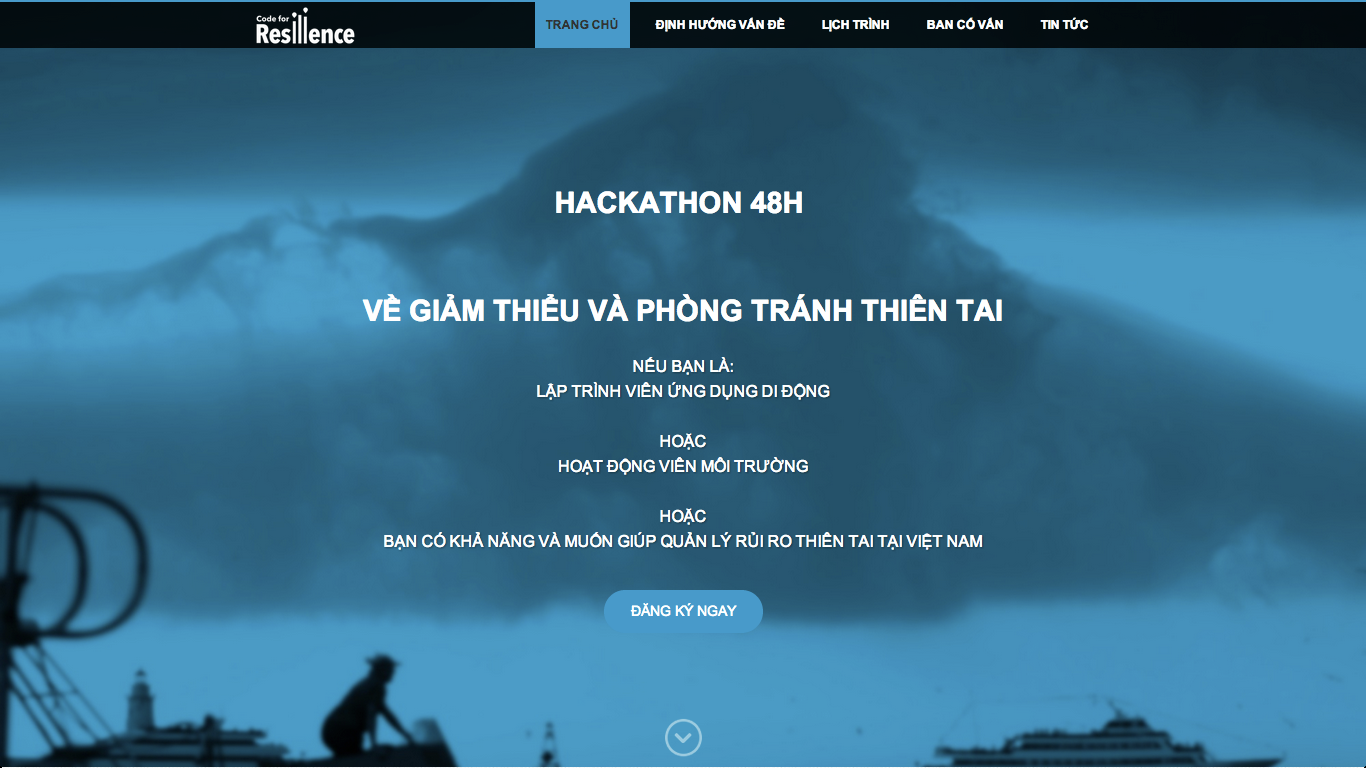 Code for
Resilience
TRANG CHỦ
ĐỊNH HƯỚNG VẤN ĐỀ
LỊCH TRÌNH
BAN CỐ VẤN
TIN TỨC
HACKATHON 48H
VỀ GIẢM THIỂU VÀ PHÒNG TRÁNH THIÊN TAI
NẾU BẠN LÀ:
LẬP TRÌNH VIÊN ỨNG DỤNG DI ĐỘNG
HOẶC
HOẠT ĐỘNG VIÊN MÔI TRƯỜNG
HOẶC
BẠN CÓ KHẢ NĂNG VÀ MUỐN GIÚP QUẢN LÝ RỦI RO THIÊN TAI TẠI VIỆT NAM
ĐĂNG KÝ NGAY